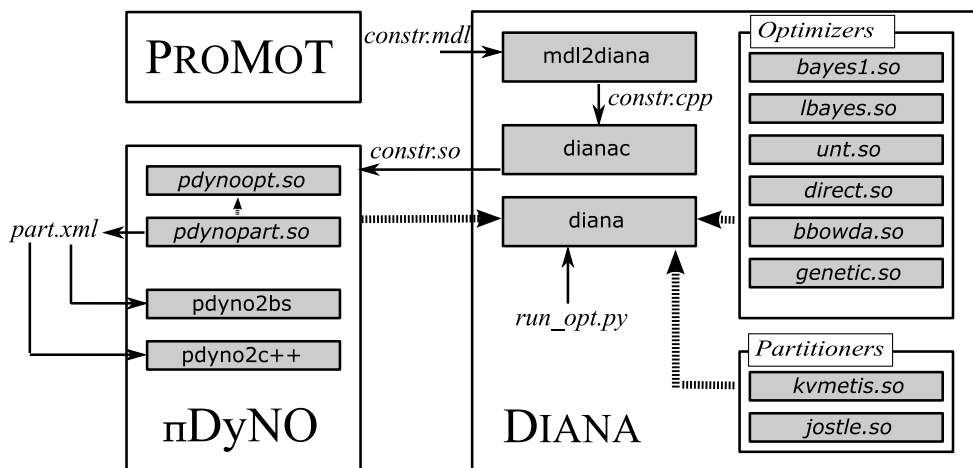 PROMOT
constr.mdl
mdl2diana
constr.cpp
dianac
constr.so
diana
run_opt.py
DIANA
Optimizers
bayes1.so
lbayes.so
unt.so
direct.so
bbowda.so
genetic.so
Partitioners
kvmetis.so
jostle.so
pdynoopt.so
pdynopart.so
part.xml
pdyno2bs
pdyno2c++
πDyNO